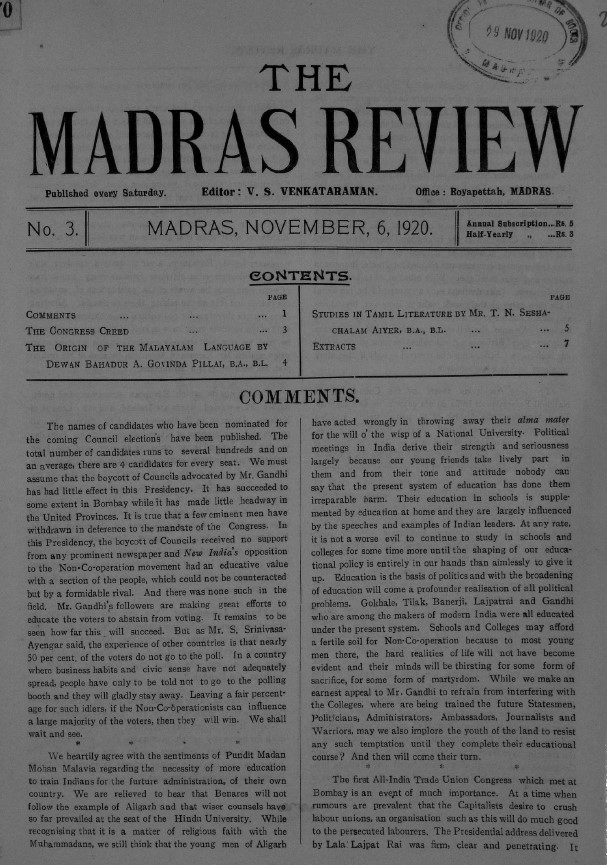 70
29 NOV 1920
THE
MADRAS REVIEW
Published every Saturday. Editor: V. S. VENKATARAMAN. Office: Royapettah, MADRAS.
No. 3.
MADRAS, NOVEMBER, 6, 1920.
Annual Subscription...Rs. 5
Half-Yearly „ ...Rs. 3
CONTENTS.
PAGE
COMMENTS ... ... ... 1
THE CONGRESS CREED ... ... 3
THE ORIGIN OF THE MALAYALAM LANGUAGE BY
DEWAN BAHADUR A. GOVINDA PILLAI, B.A., B.L. 4
PAGE
STUDIES IN TAMIL LITERATURE BY MR. T. N. SESHA-
CHALAM AIYER, B.A., B.L. ... ... 5
EXTRACTS ... ... ... 7
COMMENTS.
The names of candidates who have been nominated for
the coming Council elections have been published. The
total number of candidates runs to several hundreds and on
an average, there are 4 candidates for every seat. We must
assume that the boycott of Councils advocated by Mr. Gandhi
has had little effect in this Presidency. It has succeeded to
some extent in Bombay while it has made little headway in
the United Provinces. It is true that a few eminent men have
withdrawn in deference to the mandate of the Congress. In
this Presidency, the boycott of Councils received no support
from any prominent newspaper and New India's opposition
to the Non-Co-operation movement had an educative value
with a section of the people, which could not be counteracted
but by a formidable rival. And there was none such in the
field. Mr. Gandhi's followers are making great efforts to
educate the voters to abstain from voting. It remains to be
seen how far this will succeed. But as Mr. S. Srinivasa-
Ayengar said, the experience of other countries is that nearly
50 per cent. of the voters do not go to the poll. In a country
where business habits and civic sense have not adequately
spread, people have only to be told not to go to the polling
booth and they will gladly stay away. Leaving a fair percent-
age for such idlers, if the Non-Co-operationists can influence
a large majority of the voters, then they will win. We shall
wait and see.
* * * *
We heartily agree with the sentiments of Pundit Madan
Mohan Malavia regarding the necessity of more education
to train Indians for the furture administration, of their own
country. We are relieved to hear that Benares will not
follow the example of Aligarh and that wiser counsels have
so far prevailed at the seat of the Hindu University. While
recognising that it is a matter of religious faith with the
Muhammadans, we still think that the young men of Aligarh
have acted wrongly in throwing away their alma mater
for the will o' the wisp of a National University. Political
meetings in India derive their strength and seriousness
largely because our young friends take lively part in
them and from their tone and attitude nobody can
say that the present system of education has done them
irreparable harm. Their education in schools is supple-
mented by education at home and they are largely influenced
by the speeches and examples of Indian leaders. At any rate,
it is not a worse evil to continue to study in schools and
colleges for some time more until the shaping of our educa-
tional policy is entirely in our hands than aimlessly to give it
up. Education is the basis of politics and with the broadening
of education will come a profounder realisation of all political
problems. Gokhale, Tilak, Banerji, Lajpatrai and Gandhi
who are among the makers of modern India were all educated
under the present system. Schools and Colleges may afford
a fertile soil for Non-Co-operation because to most young
men there, the hard realities of life will not have become
evident and their minds will be thirsting for some form of
sacrifice, for some form of martyrdom. While we make an
earnest appeal to Mr. Gandhi to refrain from interfering with
the Colleges, where are being trained the future Statesmen,
Politicians, Administrators, Ambassadors, Journalists and
Warriors, may we also implore the youth of the land to resist
any such temptation until they complete their educational
course? And then will come their turn.
* * *
The first All-India Trade Union Congress which met at
Bombay is an event of much importance. At a time when
rumours are prevalent that the Capitalists desire to crush
labour unions, an organisation such as this will do much good
to the persecuted labourers. The Presidential address delivered
by Lala Lajpat Rai was firm, clear and penetrating. It